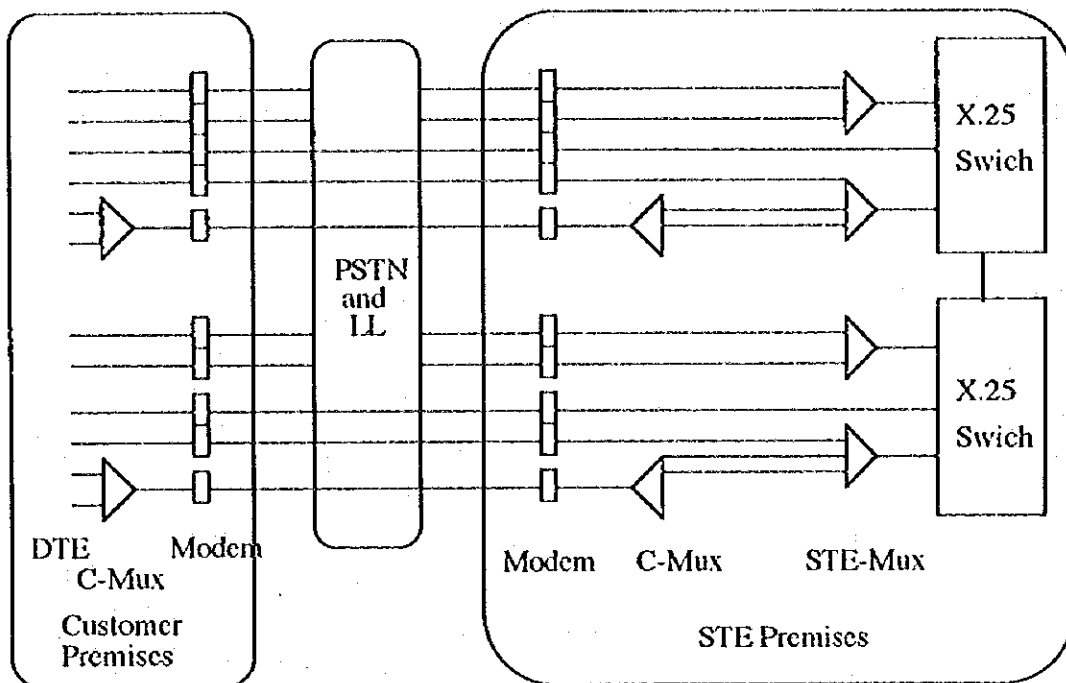 X.25
Swich
PSTN
and
LL
X.25
Swich
DTE
Modem
C-Mux
Modem
C-Mux
STE-Mux
Customer
Premises
STE Premises